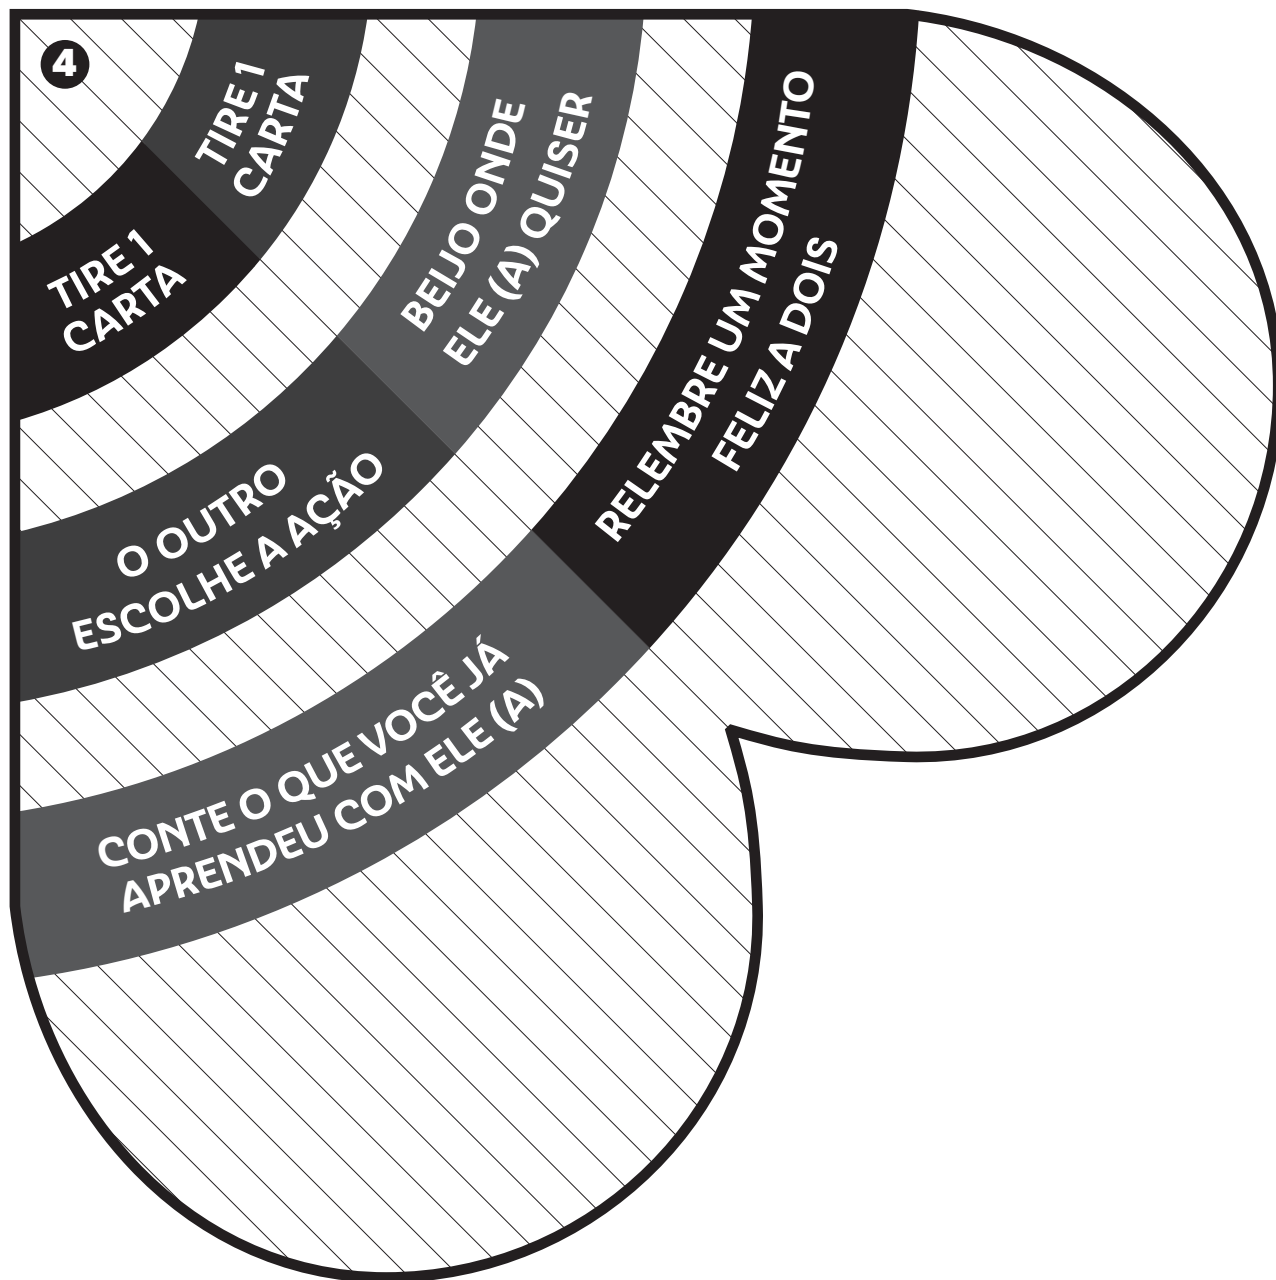 4
TIRE 1
CARTA
TIRE 1
CARTA
BEIJO ONDE
ELE (A) QUISER
O OUTRO
ESCOLHE A AÇÃO
RELEMBRE UM MOMENTO
FELIZ A DOIS
CONTE O QUE VOCÊ JÁ
APRENDEU COM ELE (A)